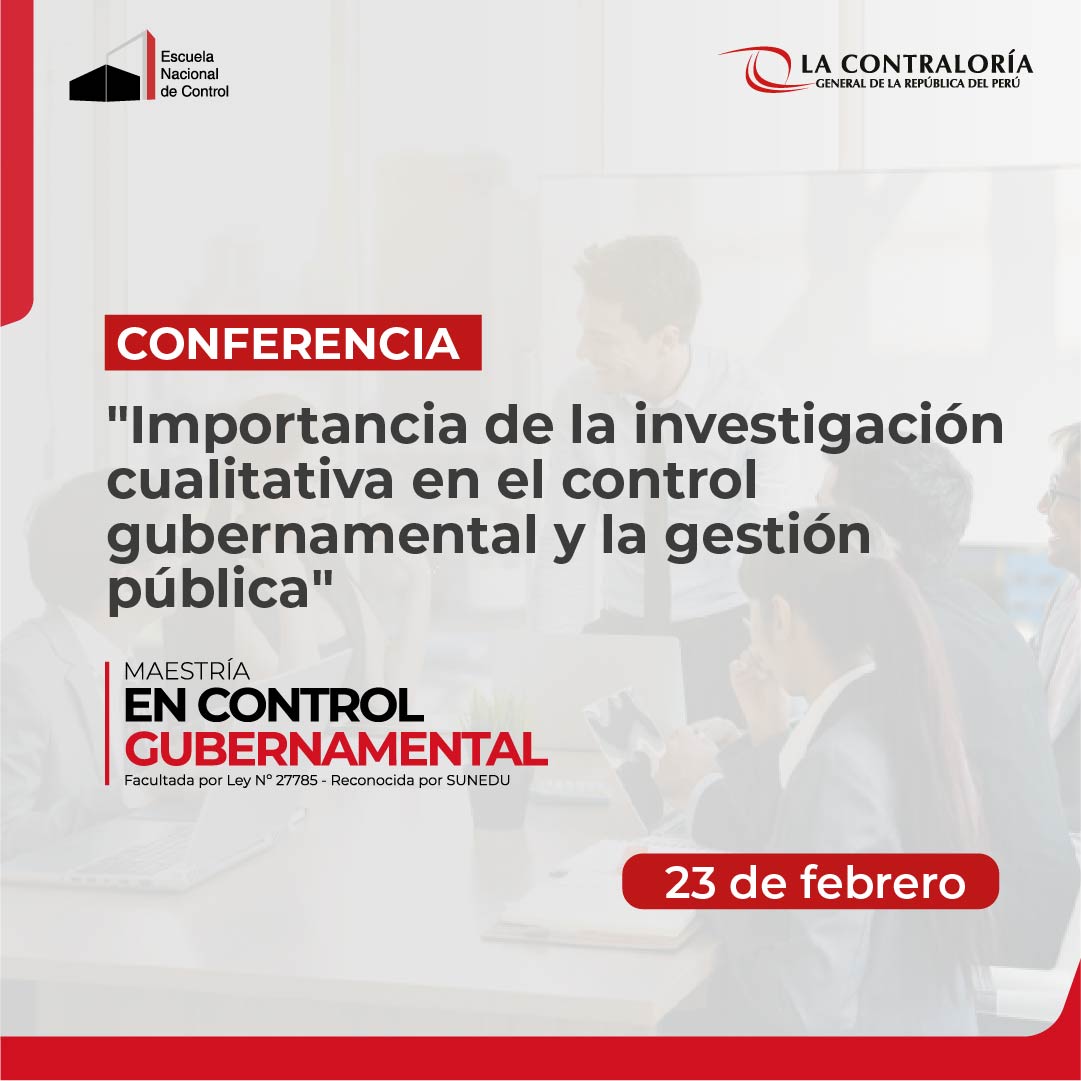 Escuela
Nacional
de Control
LA CONTRALORÍA
GENERAL DE LA REPÚBLICA DEL PERÚ
CONFERENCIA
"Importancia de la investigación
cualitativa en el control
gubernamental y la gestión
pública"
MAESTRÍA
EN CONTROL
GUBERNAMENTAL
Facultada por Ley Nº 27785 - Reconocida por SUNEDU
23 de febrero